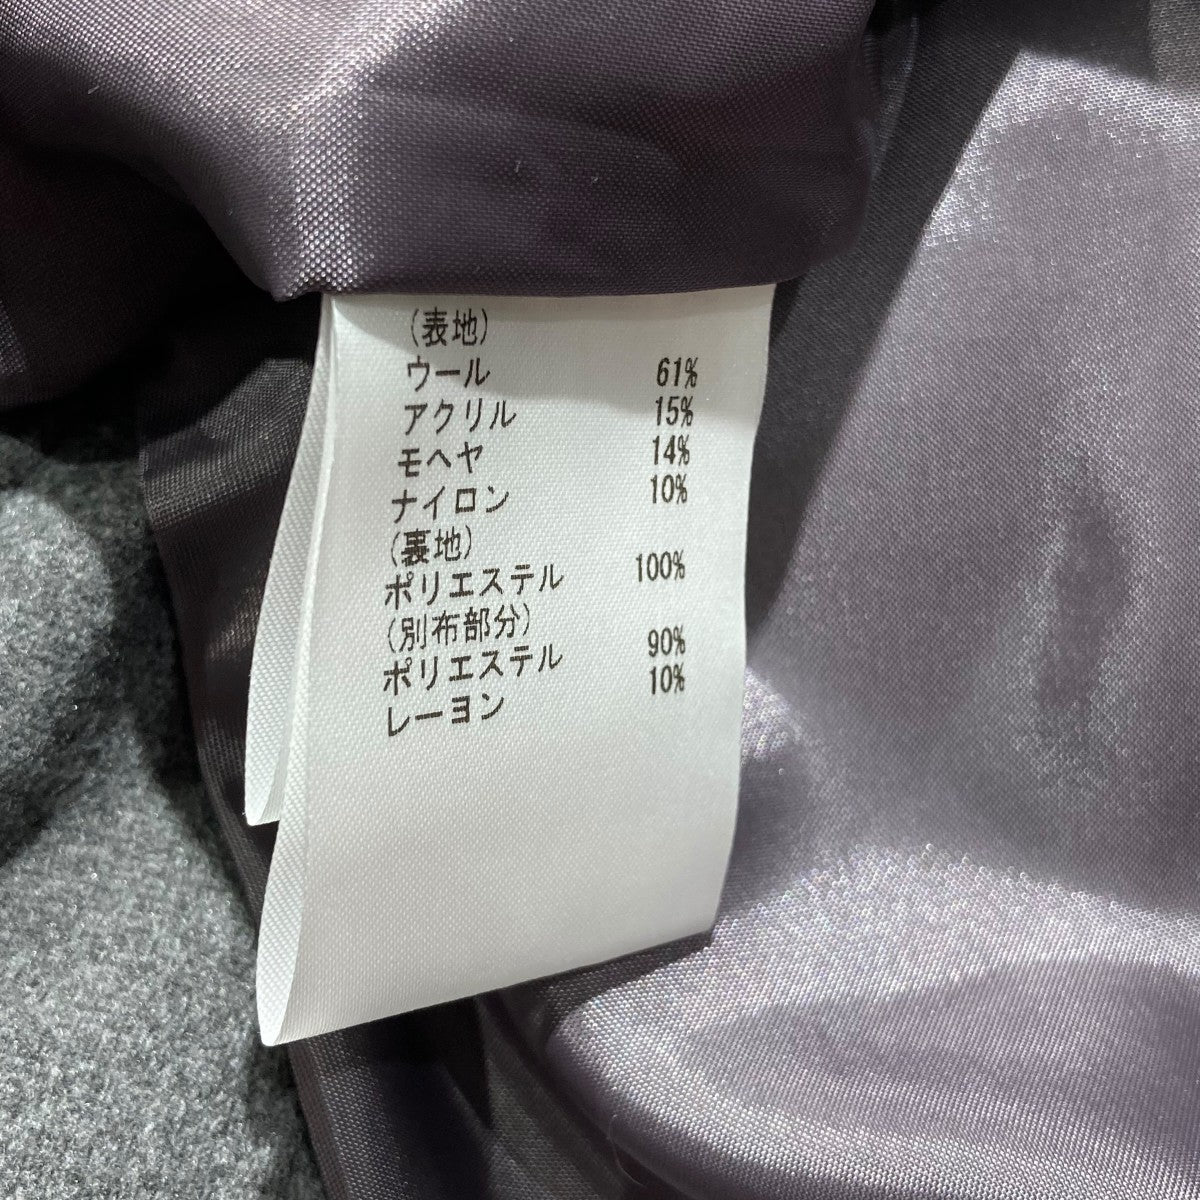 (表地)
ウール 61%
アクリル 15%
モヘヤ 14%
ナイロン 10%
(裏地)
ポリエステル 100%
(別布部分)
ポリエステル 90%
レーヨン 10%